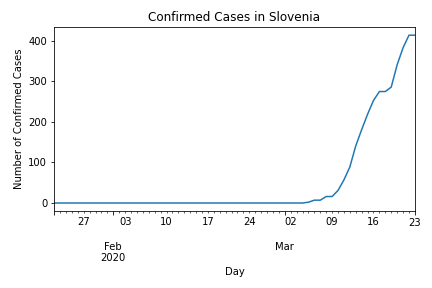 Confirmed Cases in Slovenia
Number of Confirmed Cases
400
300
200
100
0
27 03 10 17 24 02 09 16 23
Feb Mar
2020
Day